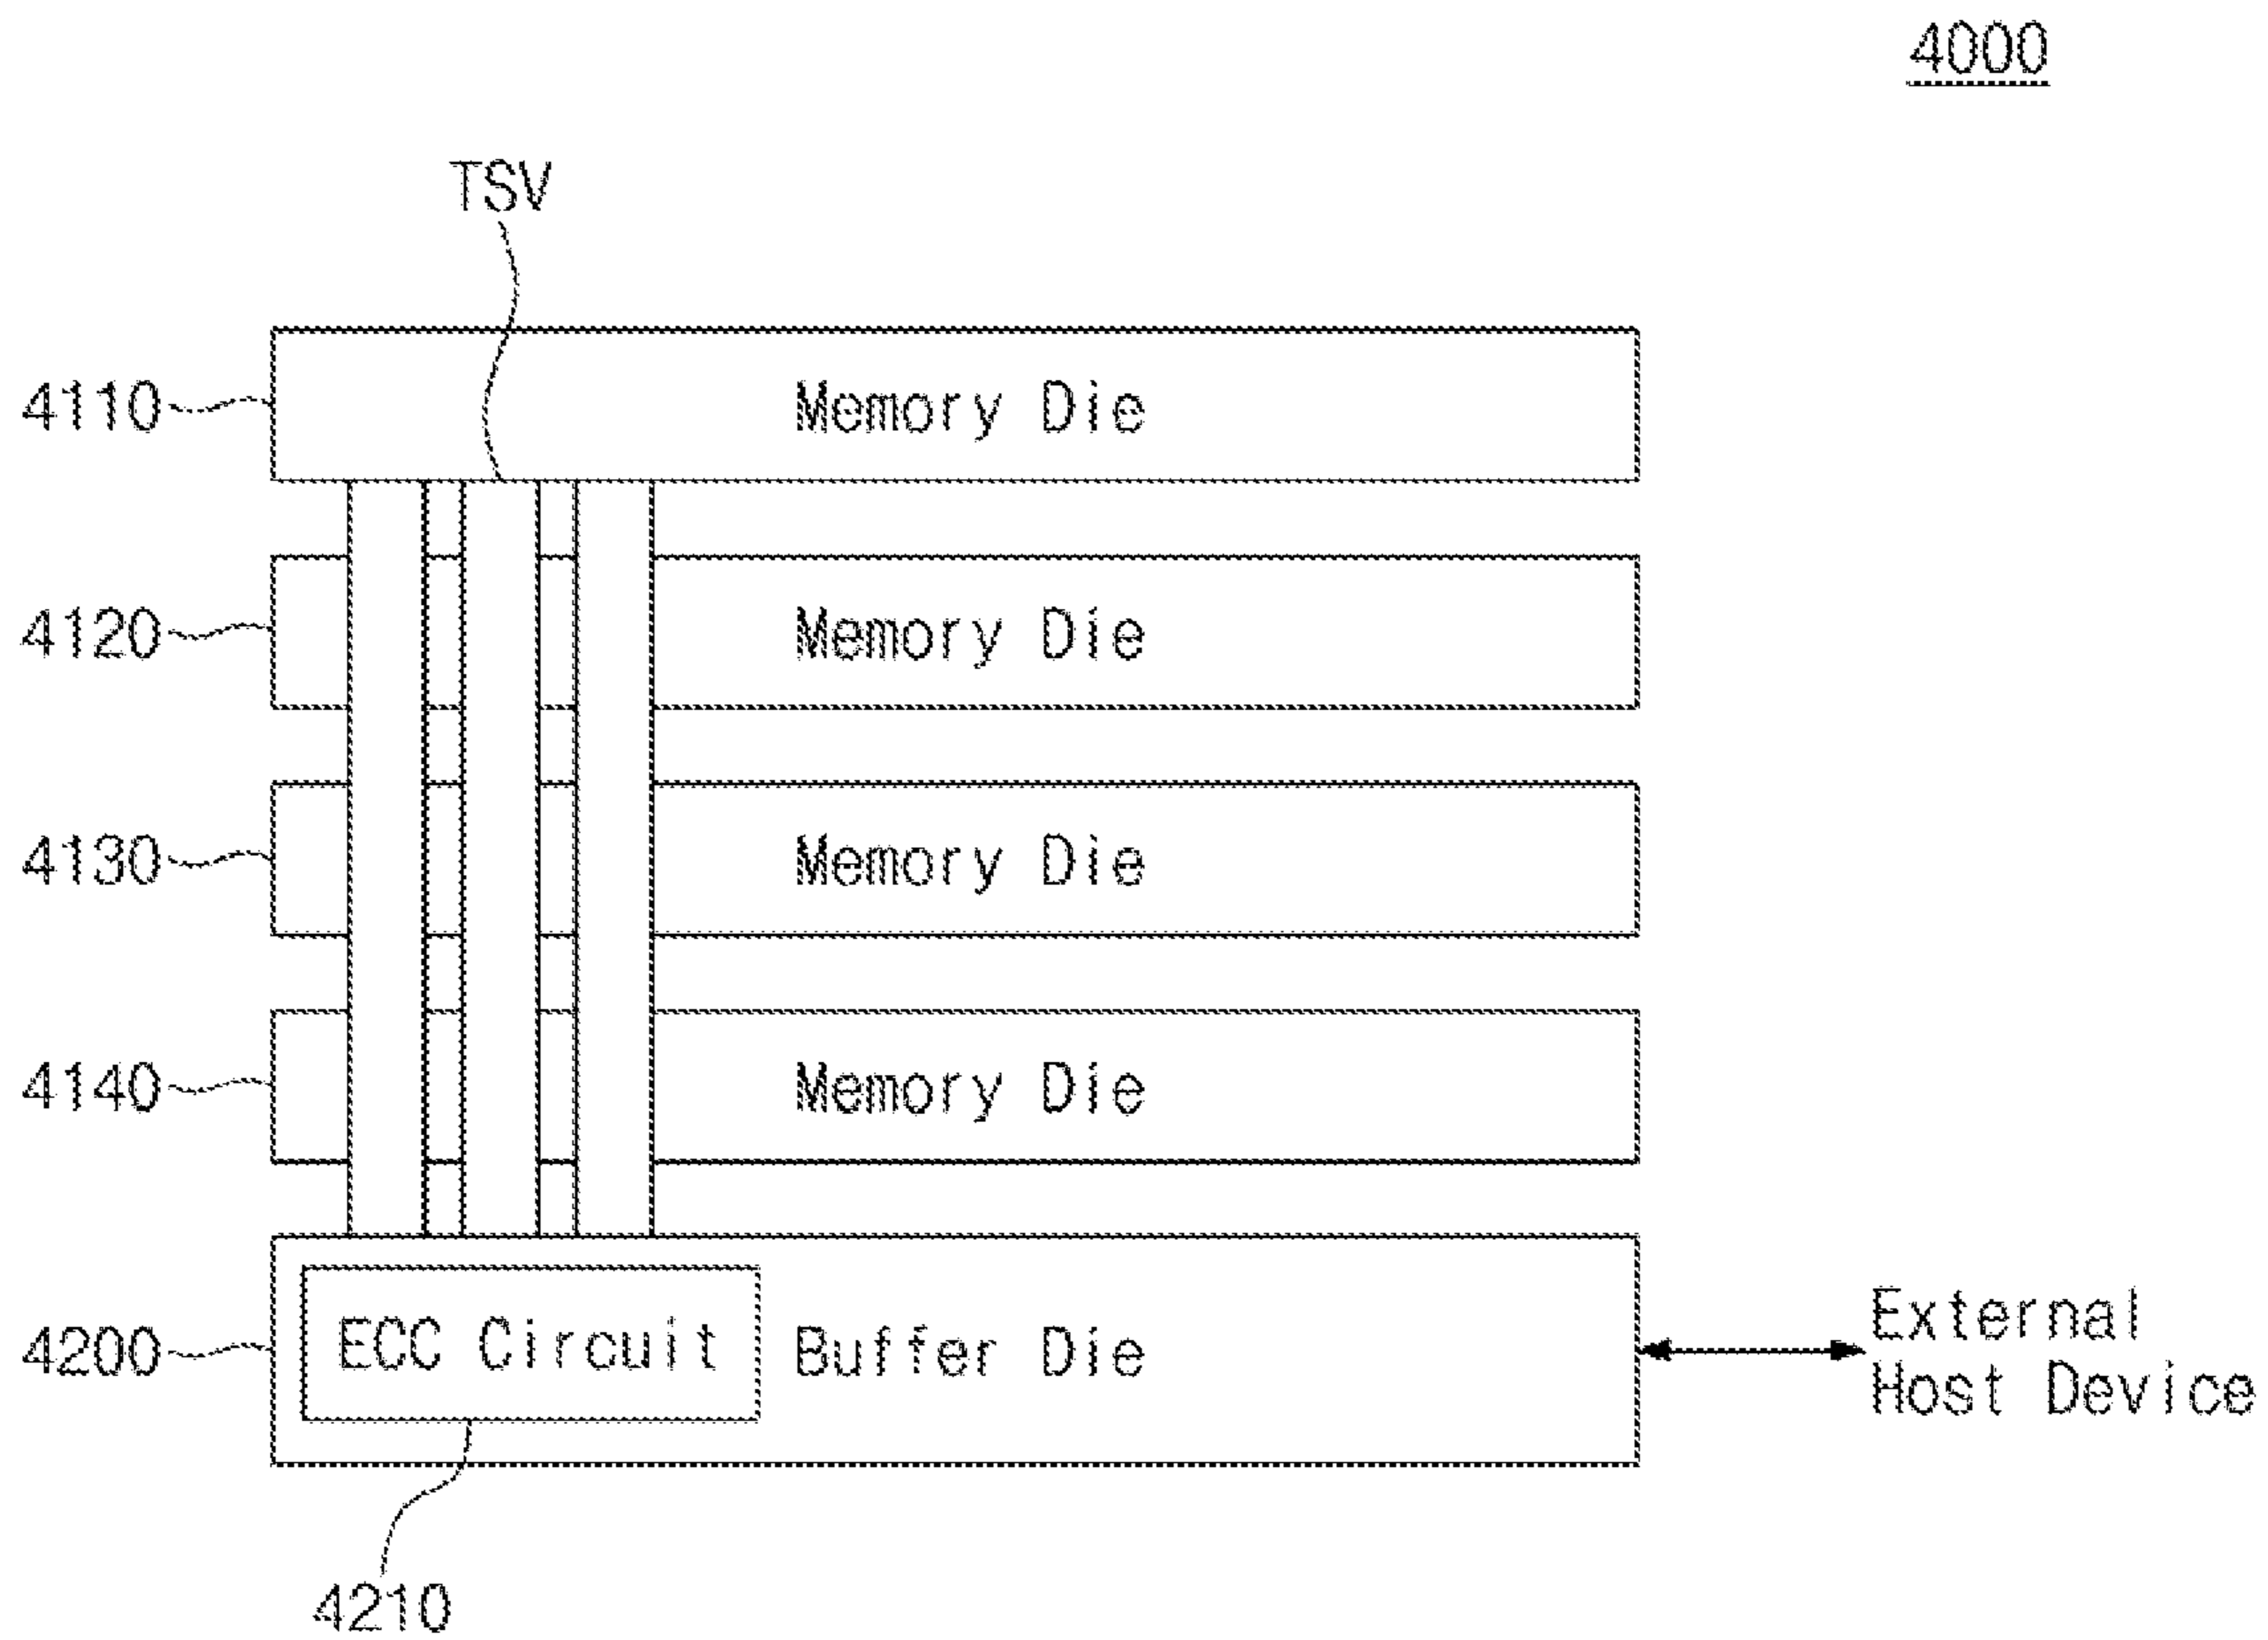 4000
TSV
4110 Memory Die
4120 Memory Die
4130 Memory Die
4140 Memory Die
4200 ECC Circuit Buffer Die External
Host Device
4210